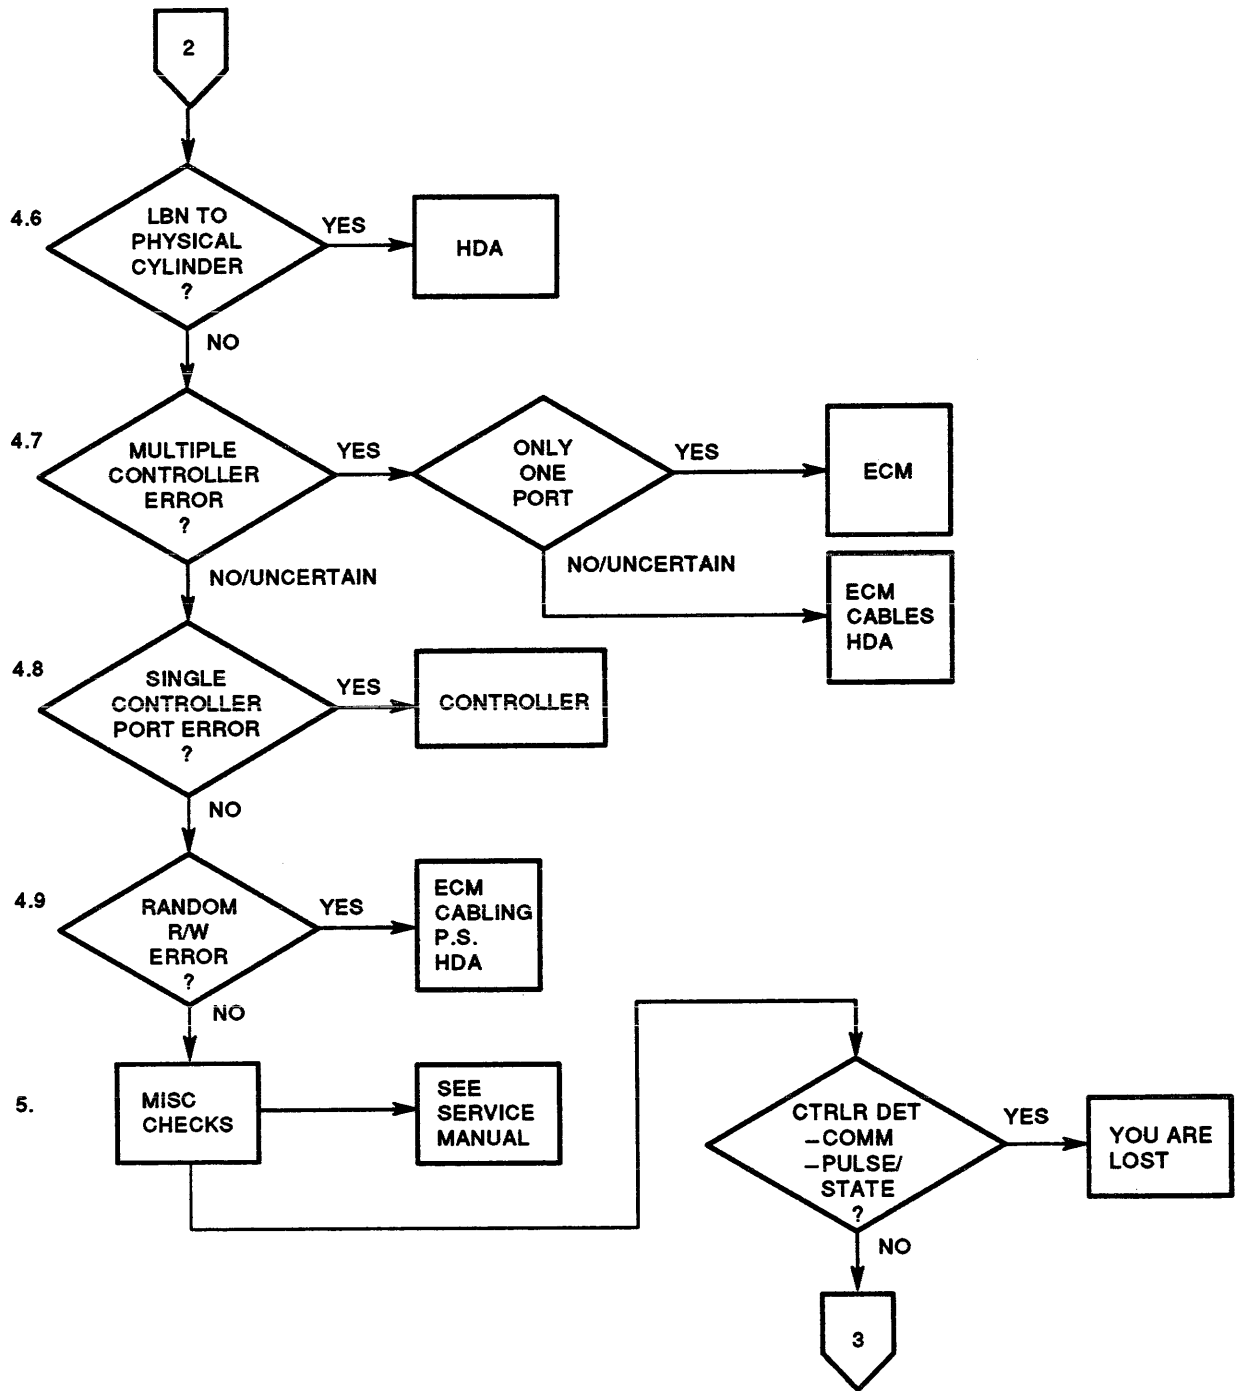 2
4.6
LBN TO
PHYSICAL
CYLINDER
?
YES
HDA
NO
4.7
MULTIPLE
CONTROLLER
ERROR
?
YES
ONLY
ONE
PORT
YES
ECM
NO/UNCERTAIN
NO/UNCERTAIN
ECM
CABLES
HDA
4.8
SINGLE
CONTROLLER
PORT ERROR
?
YES
CONTROLLER
NO
4.9
RANDOM
R/W
ERROR
?
YES
ECM
CABLING
P.S.
HDA
NO
5.
MISC
CHECKS
SEE
SERVICE
MANUAL
CTRLR DET
–COMM
–PULSE/
STATE
?
YES
YOU ARE
LOST
NO
3